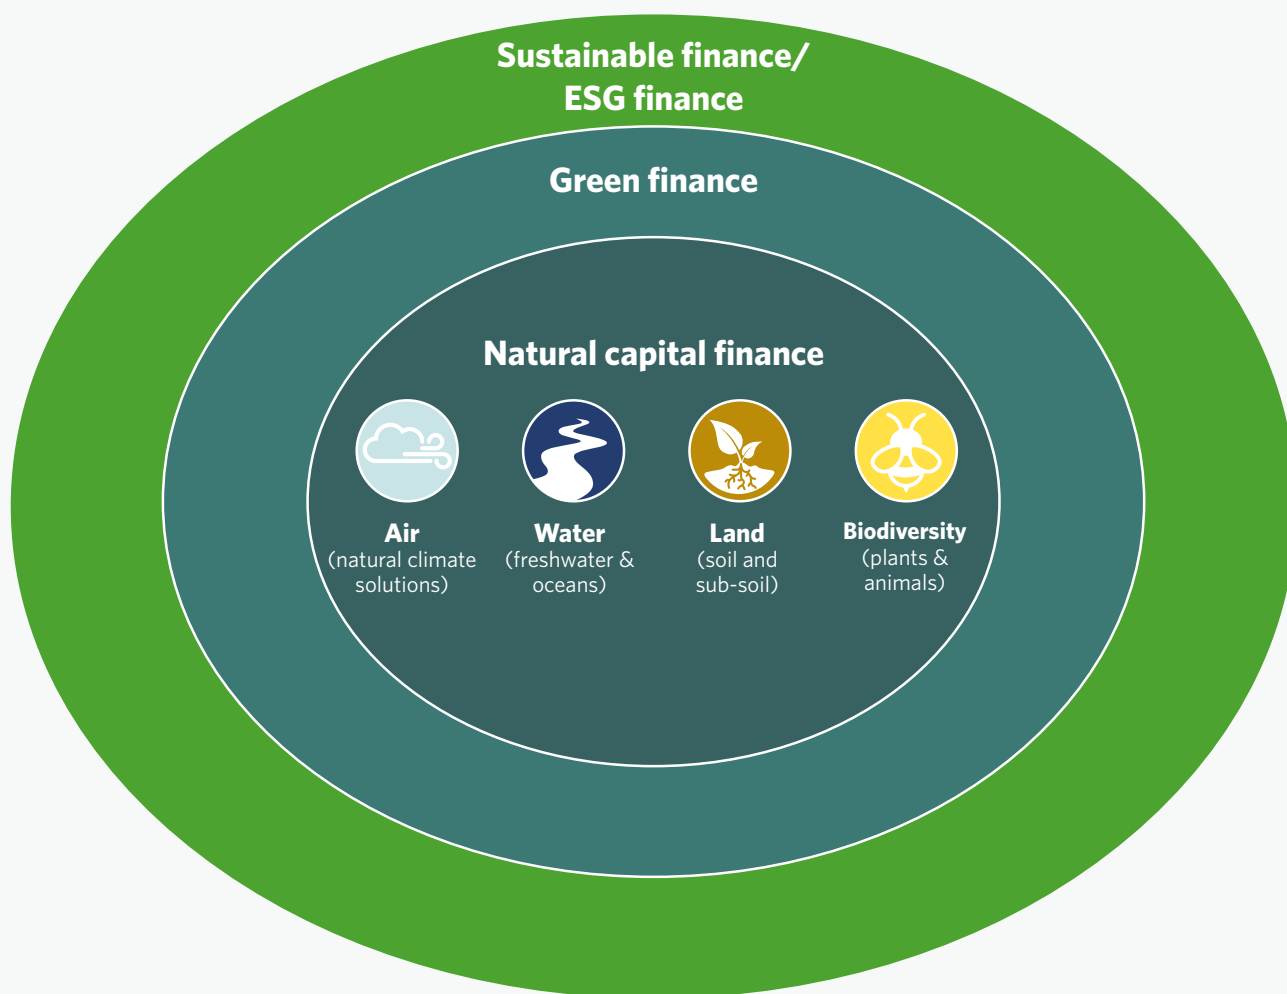 Sustainable finance/
ESG finance
Green finance
Natural capital finance
Air
(natural climate
solutions)
Water
(freshwater &
oceans)
Land
(soil and
sub-soil)
Biodiversity
(plants &
animals)